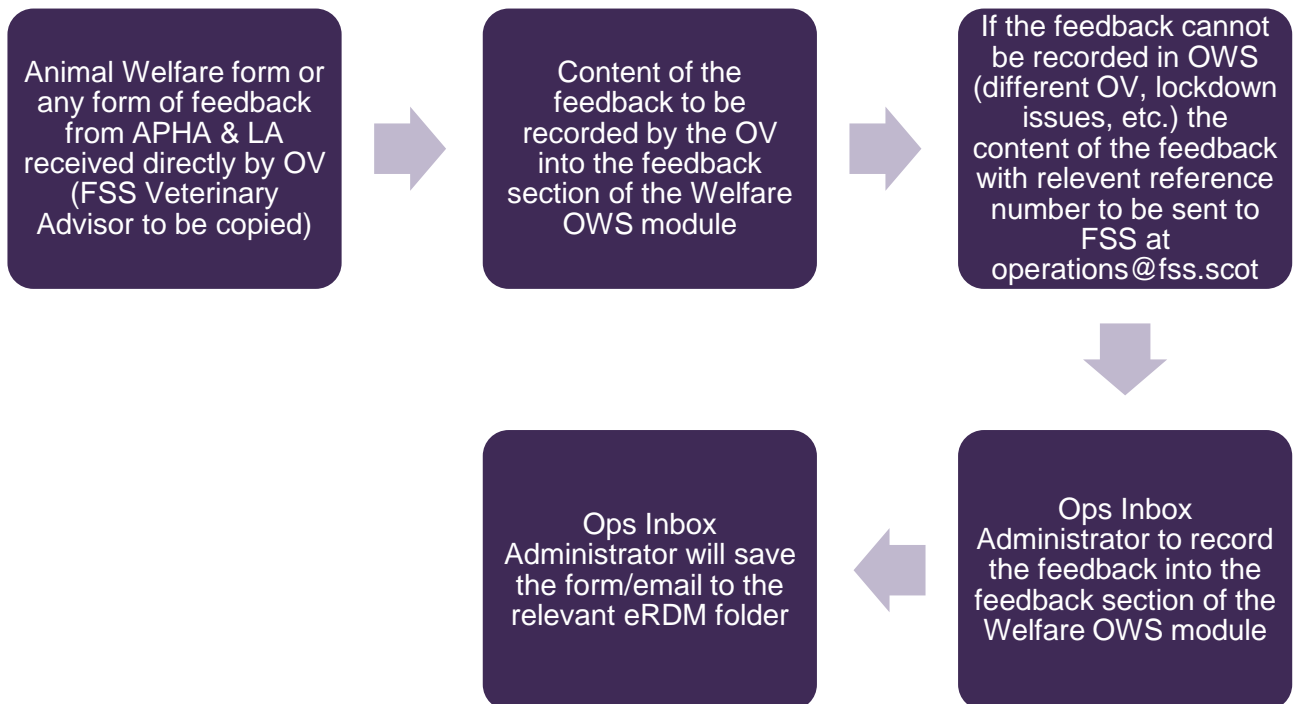 Animal Welfare form or
any form of feedback
from APHA & LA
received directly by OV
(FSS Veterinary
Advisor to be copied)
Content of the
feedback to be
recorded by the OV
into the feedback
section of the Welfare
OWS module
If the feedback cannot
be recorded in OWS
(different OV, lockdown
issues, etc.) the
content of the feedback
with relevent reference
number to be sent to
FSS at
operations@fss.scot
Ops Inbox
Administrator to record
the feedback into the
feedback section of the
Welfare OWS module
Ops Inbox
Administrator will save
the form/email to the
relevant eRDM folder